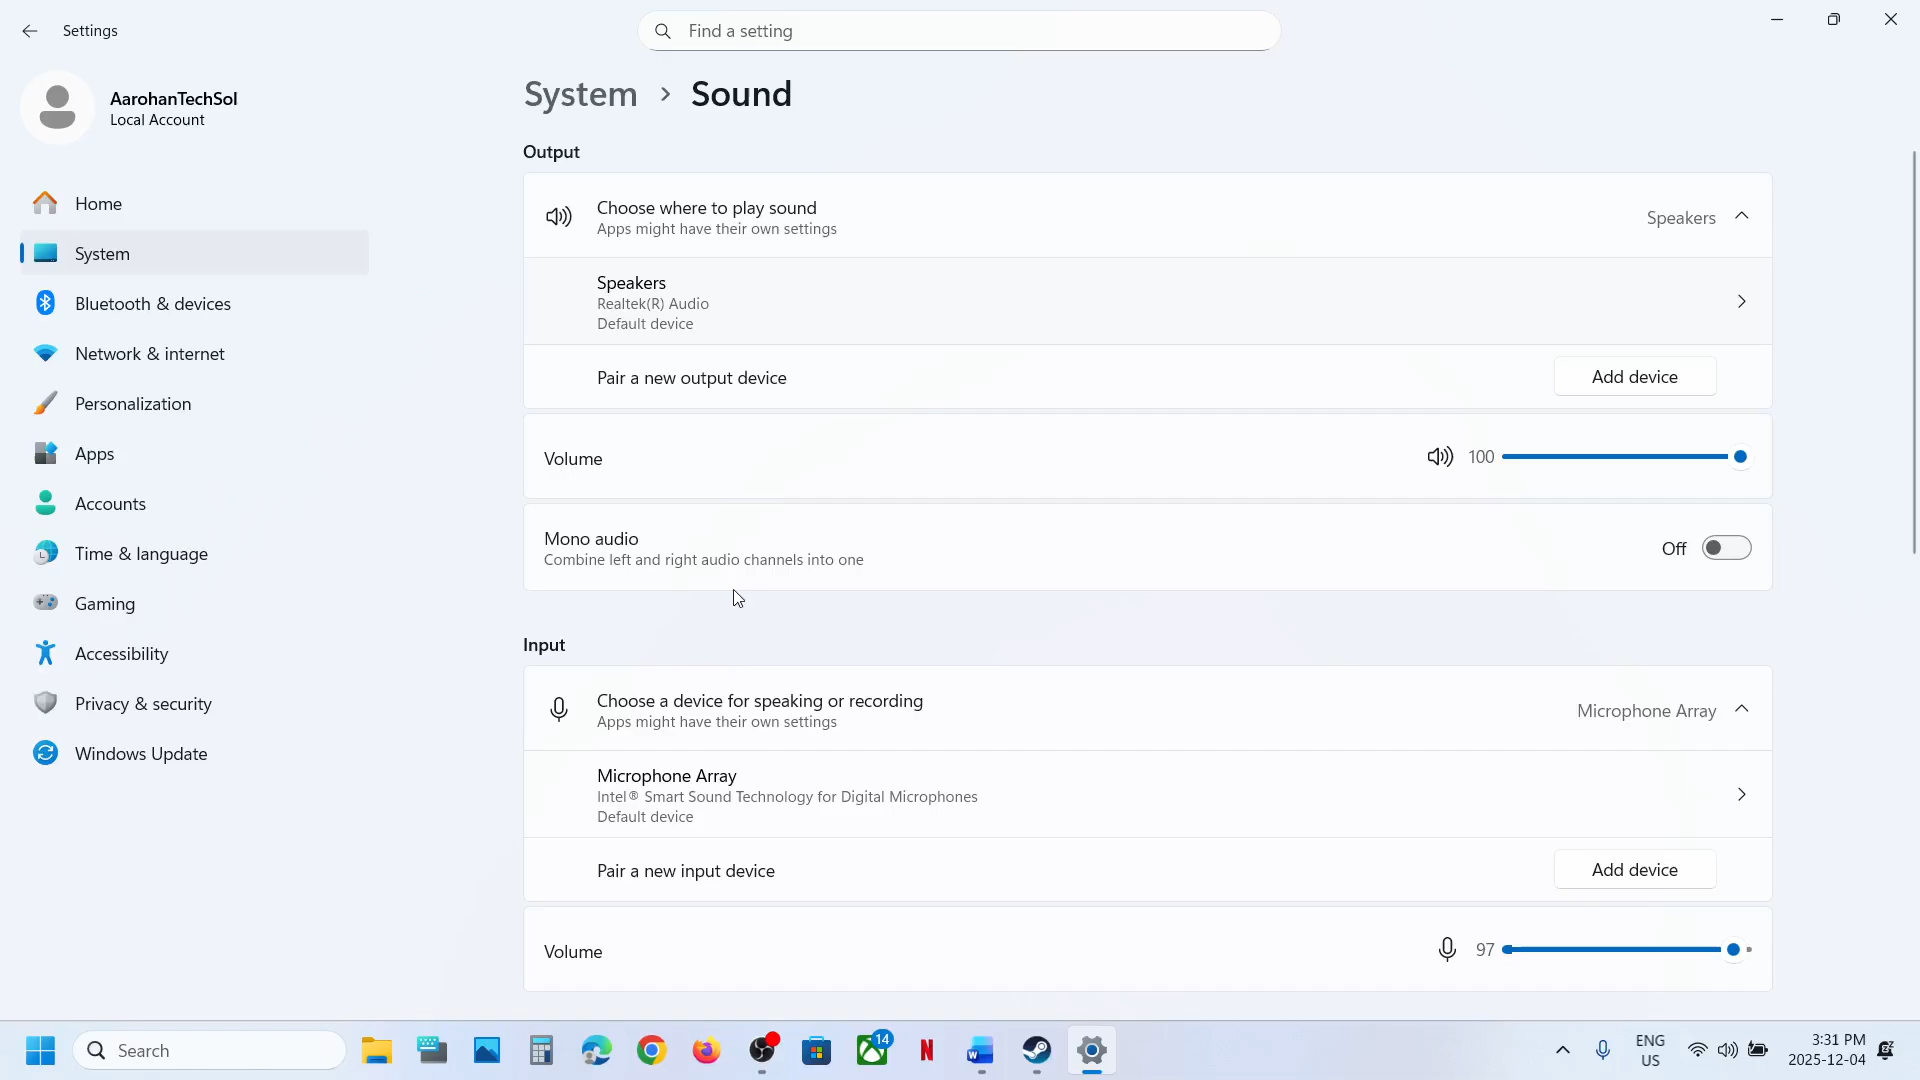 Settings
Find a setting
AarohanTechSol
Local Account
Home
System
Bluetooth & devices
Network & internet
Personalization
Apps
Accounts
Time & language
Gaming
Accessibility
Privacy & security
Windows Update
System > Sound
Output
Choose where to play sound
Apps might have their own settings
Speakers
Speakers
Realtek(R) Audio
Default device
Pair a new output device
Add device
Volume
100
Mono audio
Combine left and right audio channels into one
Off
Input
Choose a device for speaking or recording
Apps might have their own settings
Microphone Array
Microphone Array
Intel® Smart Sound Technology for Digital Microphones
Default device
Pair a new input device
Add device
Volume
97
Search
14
N
W
ENG
US
3:31 PM
2025-12-04